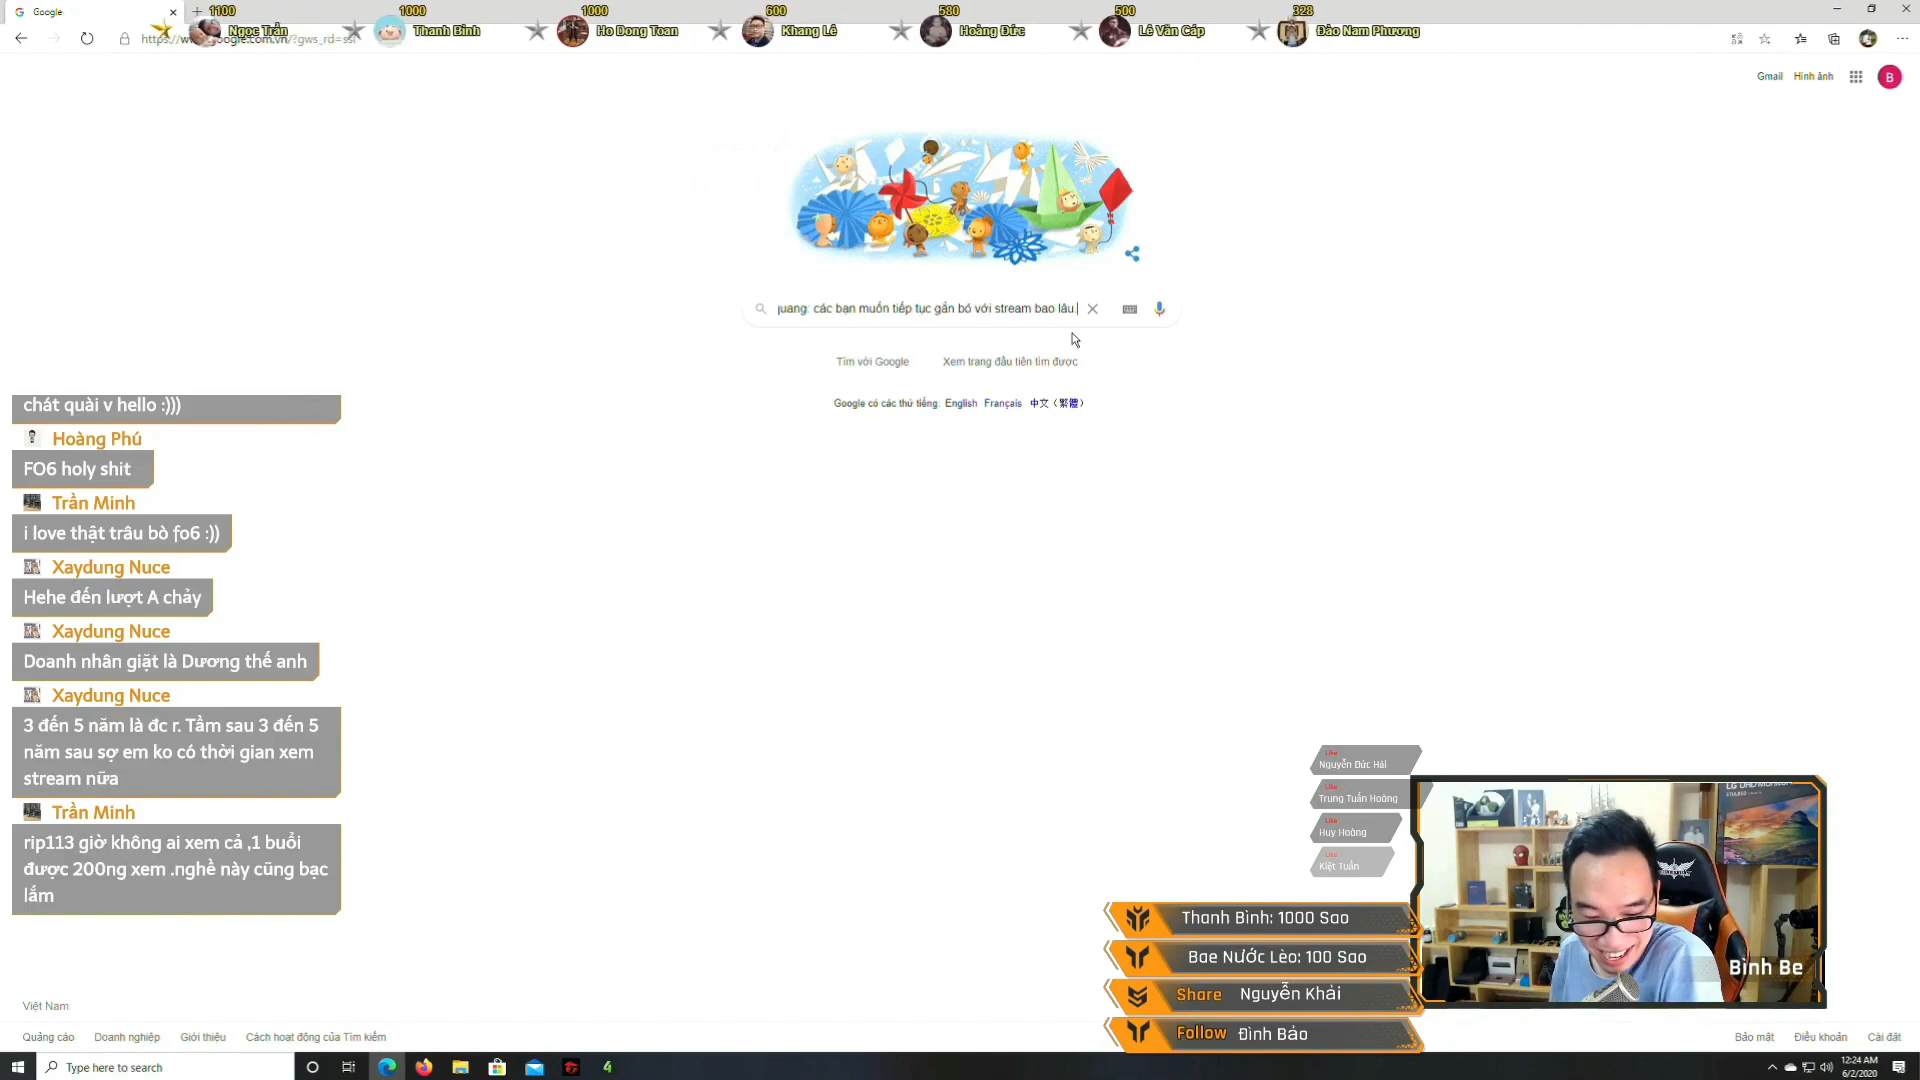 Google
1100
1000
1000
600
580
500
328
Ngọc Trần
Thanh Bình
Ho Dong Toan
Khang Lê
Hoàng Đức
Lê Văn Cáp
Đào Nam Phương
Gmail
Hình ảnh
B
quang: các bạn muốn tiếp tục gắn bó với stream bao lâu.
Tìm với Google
Xem trang đầu tiên tìm được
Google có các thứ tiếng: English Français 中文（繁體）
chát quài v hello :)))
Hoàng Phú
FO6 holy shit
Trần Minh
i love thật trâu bò fo6 :))
Xaydung Nuce
Hehe đến lượt A chảy
Xaydung Nuce
Doanh nhân giặt là Dương thế anh
Xaydung Nuce
3 đến 5 năm là đc r. Tầm sau 3 đến 5
năm sau sợ em ko có thời gian xem
stream nữa
Trần Minh
rip113 giờ không ai xem cả ,1 buổi
được 200ng xem .nghề này cũng bạc
lắm
Like
Nguyễn Đức Hải
Like
Trung Tuấn Hoàng
Like
Huy Hoàng
Like
Kiệt Tuấn
Thanh Bình: 1000 Sao
Bae Nước Lèo: 100 Sao
Share Nguyễn Khải
Follow Đình Bảo
Bình Be
Việt Nam
Quảng cáo
Doanh nghiệp
Giới thiệu
Cách hoạt động của Tìm kiếm
Bảo mật
Điều khoản
Cài đặt
Type here to search
12:24 AM
6/2/2020